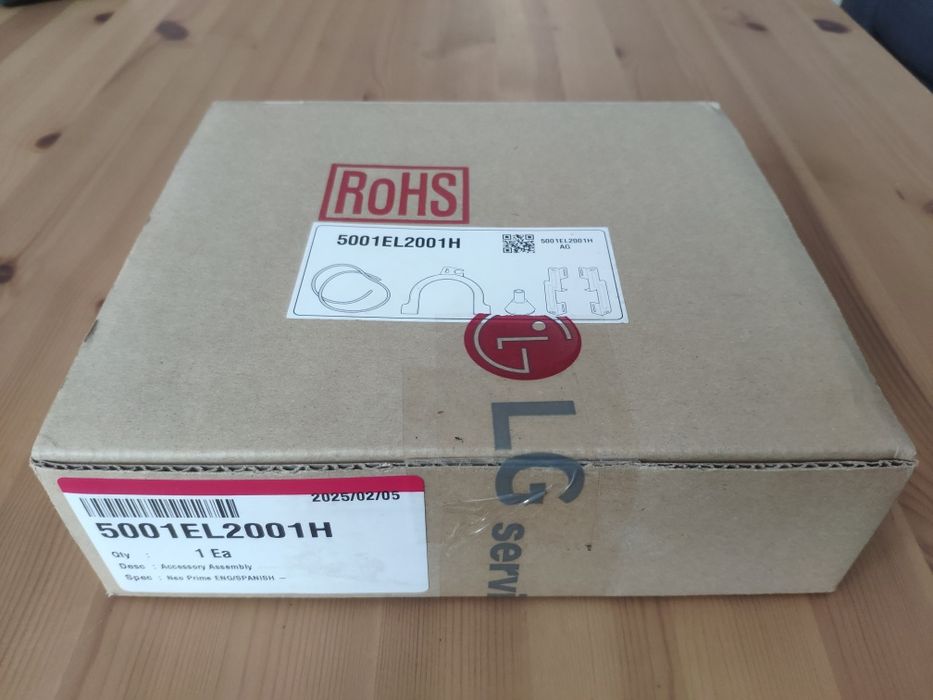 RoHS
5001EL2001H
5001EL2001H
AG
LG
LG servi
2025/02/05
5001EL2001H
Qty : 1 Ea
Desc : Accessory Assembly
Spec : Neo Prime ENG/SPANISH –